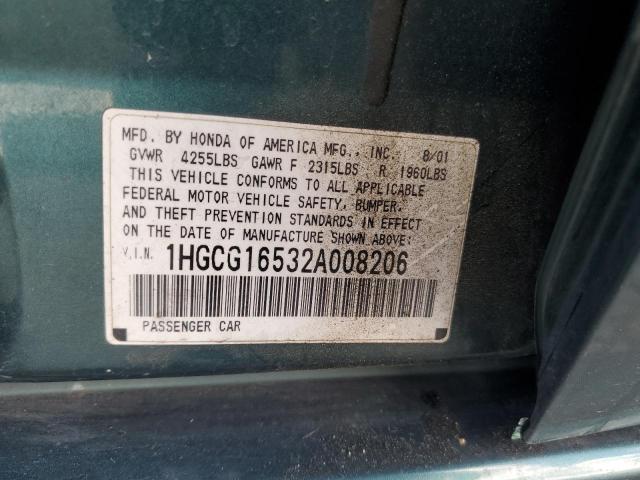 MFD. BY HONDA OF AMERICA MFG., INC. 8/01
GVWR 4255LBS GAWR F 2315LBS R 1960LBS
THIS VEHICLE CONFORMS TO ALL APPLICABLE
FEDERAL MOTOR VEHICLE SAFETY, BUMPER,
AND THEFT PREVENTION STANDARDS IN EFFECT
ON THE DATE OF MANUFACTURE SHOWN ABOVE:
V.I.N. 1HGCG16532A008206
PASSENGER CAR